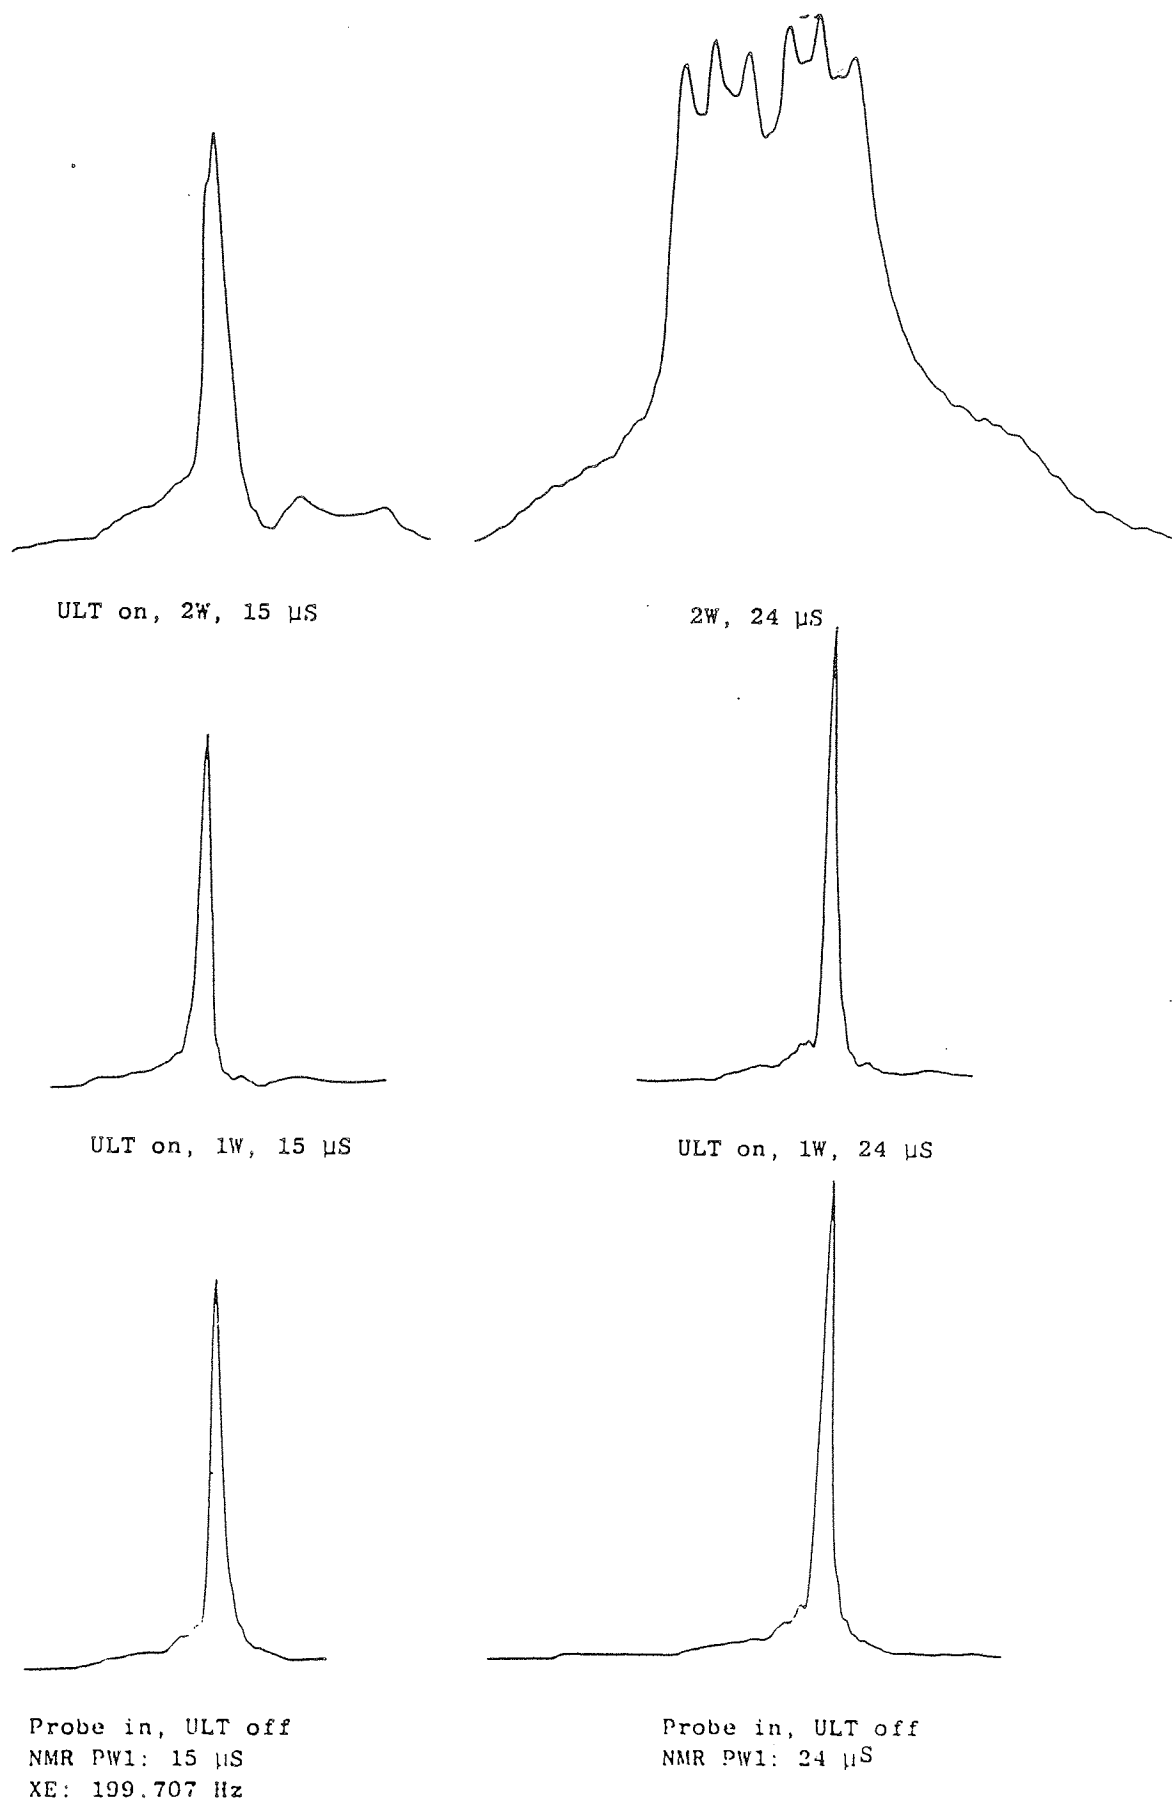 ULT on, 2W, 15 µS
2W, 24 µS
ULT on, 1W, 15 µS
ULT on, 1W, 24 µS
Probe in, ULT off
NMR PW1: 15 µS
XE: 199.707 Hz
Probe in, ULT off
NMR PW1: 24 µS